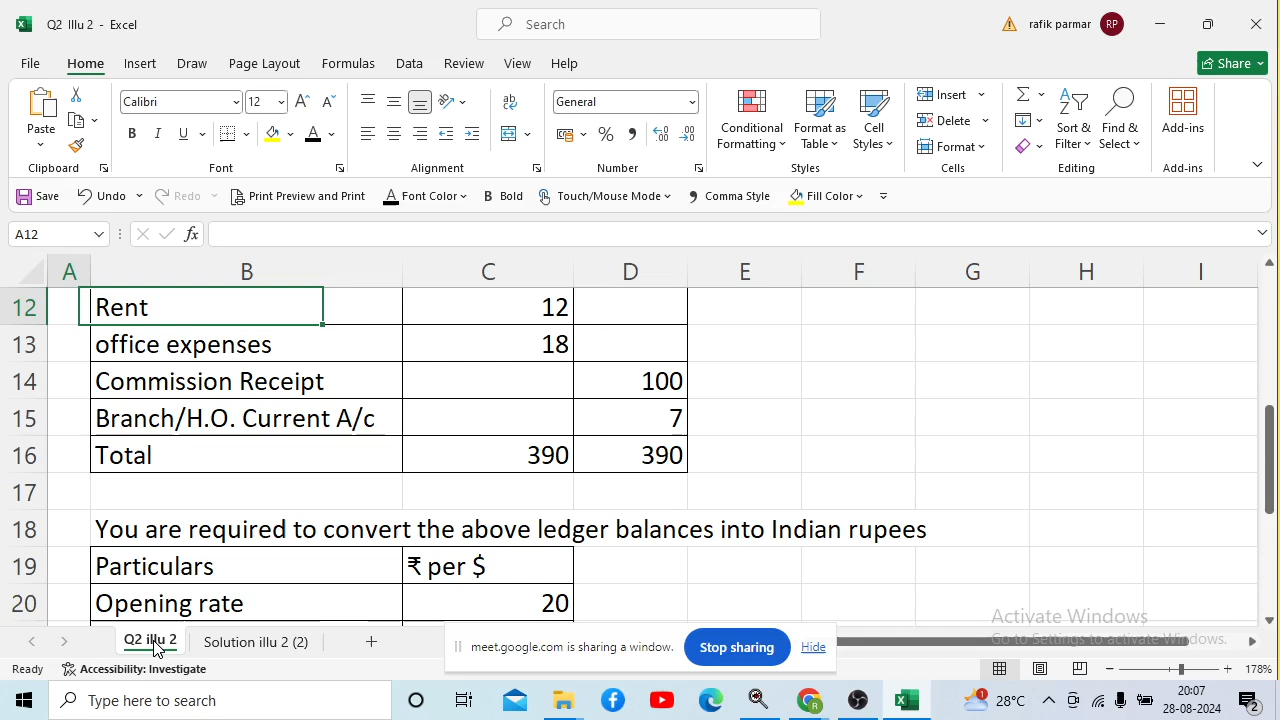 Q2 Illu 2 - Excel
Search
rafik parmar RP
File Home Insert Draw Page Layout Formulas Data Review View Help
Share
Paste
Calibri 12
B I U
General
Conditional Formatting
Format as Table
Cell Styles
Insert
Delete
Format
Sort & Filter
Find & Select
Add-ins
Clipboard Font Alignment Number Styles Cells Editing Add-ins
Save Undo Redo Print Preview and Print A Font Color B Bold Touch/Mouse Mode Comma Style Fill Color
A12 fx
A B C D E F G H I
12 Rent 12
13 office expenses 18
14 Commission Receipt 100
15 Branch/H.O. Current A/c 7
16 Total 390 390
17
18 You are required to convert the above ledger balances into Indian rupees
19 Particulars ₹ per $
20 Opening rate 20
Activate Windows
Go to Settings to activate Windows.
Q2 illu 2 Solution illu 2 (2) +
meet.google.com is sharing a window. Stop sharing Hide
Ready Accessibility: Investigate 178%
Type here to search
1 28°C
20:07
28-08-2024
2